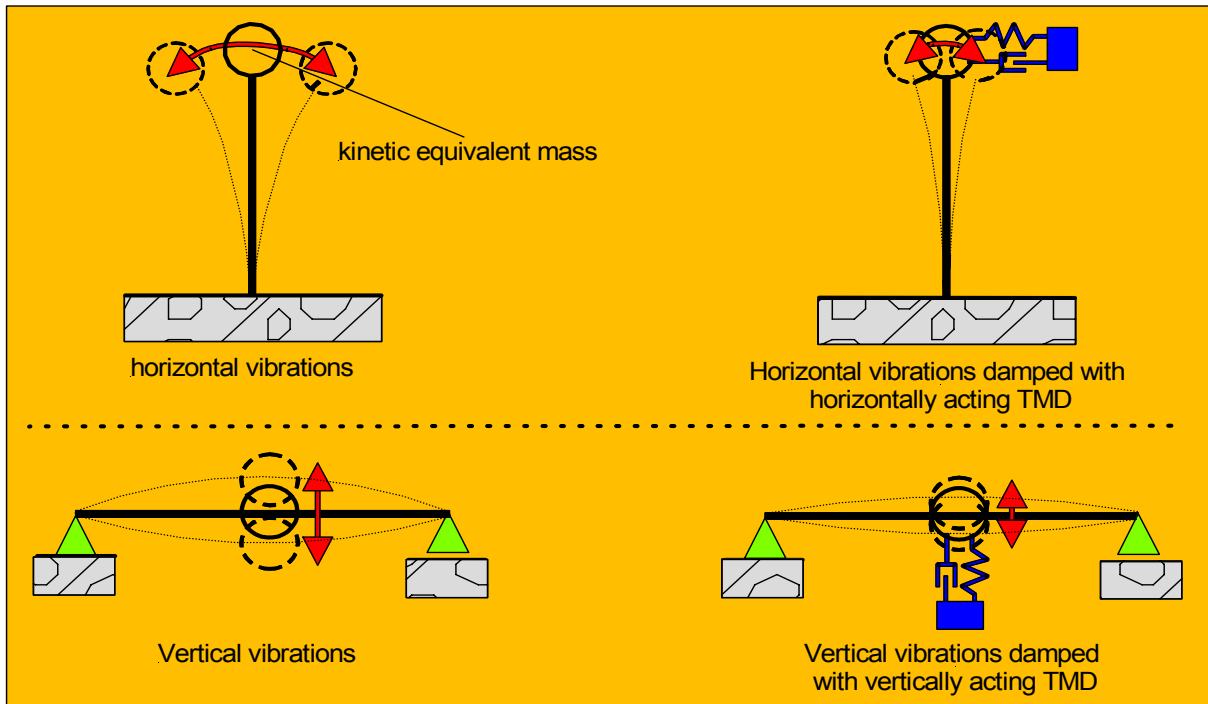 kinetic equivalent mass
horizontal vibrations
Horizontal vibrations damped with
horizontally acting TMD
Vertical vibrations
Vertical vibrations damped
with vertically acting TMD